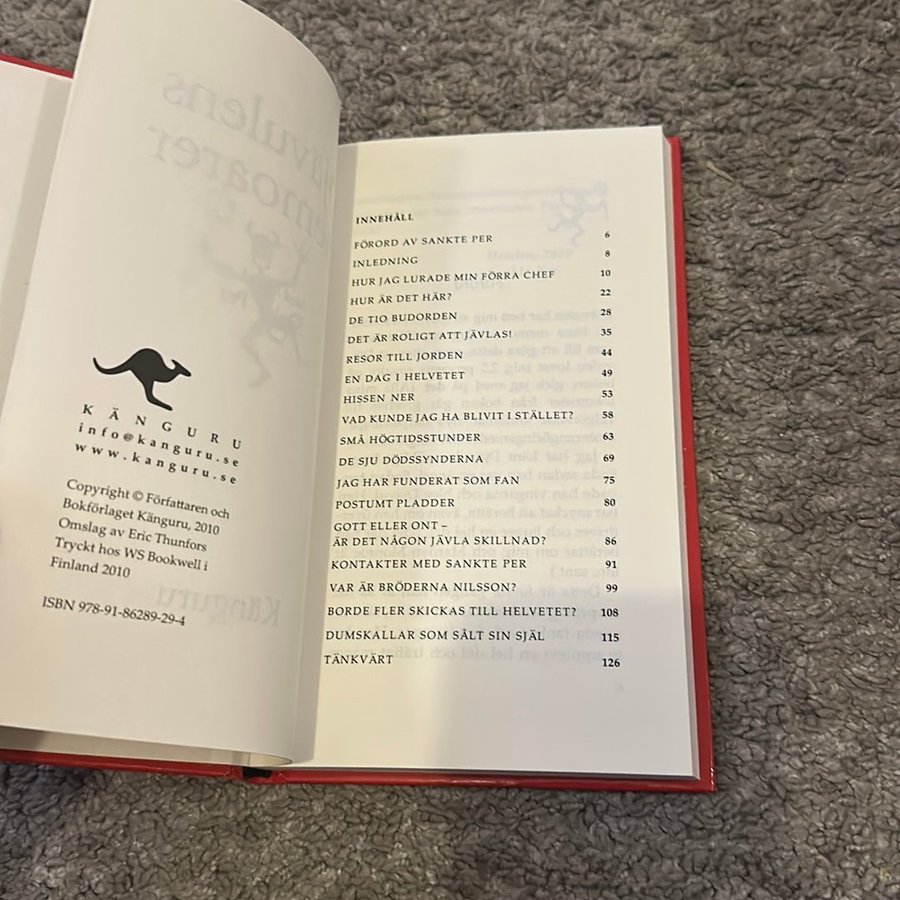 KÄNGURU
info@kanguru.se
www.kanguru.se
Copyright © Författaren och
Bokförlaget Känguru, 2010
Omslag av Eric Thunfors
Tryckt hos WS Bookwell i
Finland 2010
ISBN 978-91-86289-29-4
INNEHÅLL
FÖRORD AV SANKTE PER 6
INLEDNING 8
HUR JAG LURADE MIN FÖRRA CHEF 10
HUR ÄR DET HÄR? 22
DE TIO BUDORDEN 28
DET ÄR ROLIGT ATT JÄVLAS! 35
RESOR TILL JORDEN 44
EN DAG I HELVETET 49
HISSEN NER 53
VAD KUNDE JAG HA BLIVIT I STÄLLET? 58
SMÅ HÖGTIDSSTUNDER 63
DE SJU DÖDSSYNDERNA 69
JAG HAR FUNDERAT SOM FAN 75
POSTUMT PLADDER 80
GOTT ELLER ONT –
ÄR DET NÅGON JÄVLA SKILLNAD? 86
KONTAKTER MED SANKTE PER 91
VAR ÄR BRÖDERNA NILSSON? 99
BORDE FLER SKICKAS TILL HELVETET? 108
DUMSKALLAR SOM SÅLT SIN SJÄL 115
TÄNKVÄRT 126